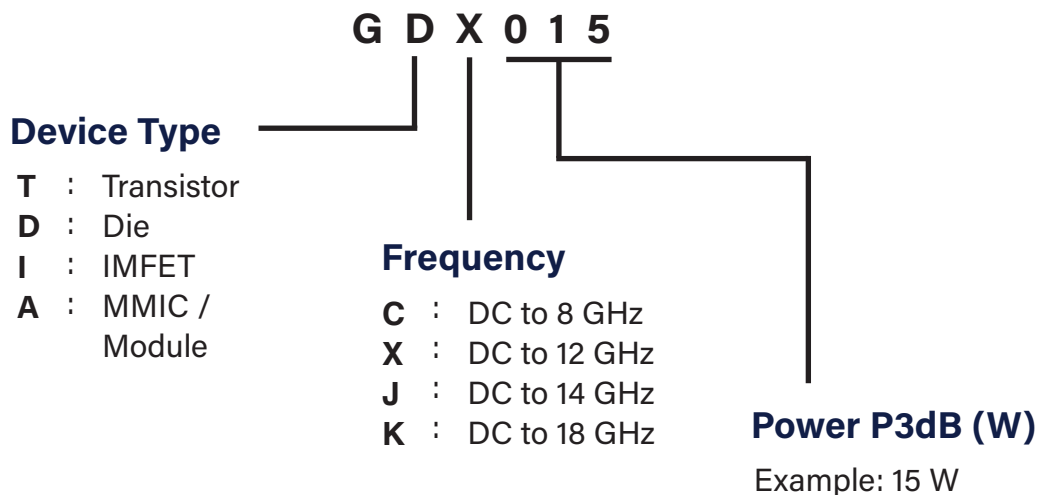 G D X 0 1 5
Device Type
T : Transistor
D : Die
I : IMFET
A : MMIC /
Module
Frequency
C : DC to 8 GHz
X : DC to 12 GHz
J : DC to 14 GHz
K : DC to 18 GHz
Power P3dB (W)
Example: 15 W